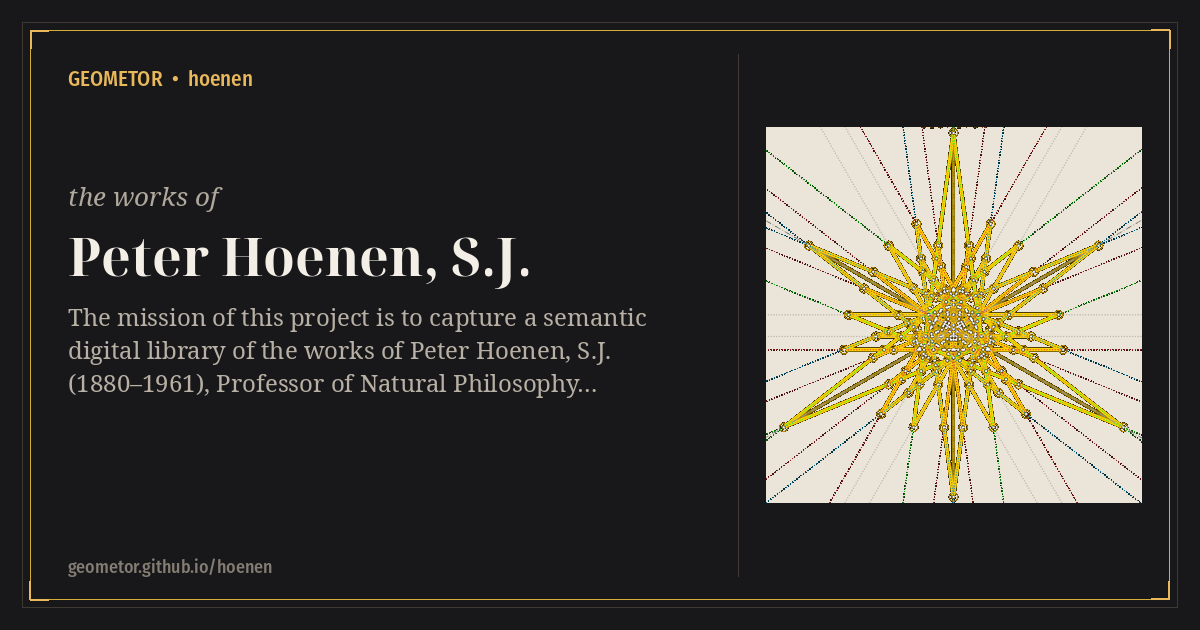 GEOMETOR • hoenen
the works of
Peter Hoenen, S.J.
The mission of this project is to capture a semantic
digital library of the works of Peter Hoenen, S.J.
(1880–1961), Professor of Natural Philosophy...
geometor.github.io/hoenen